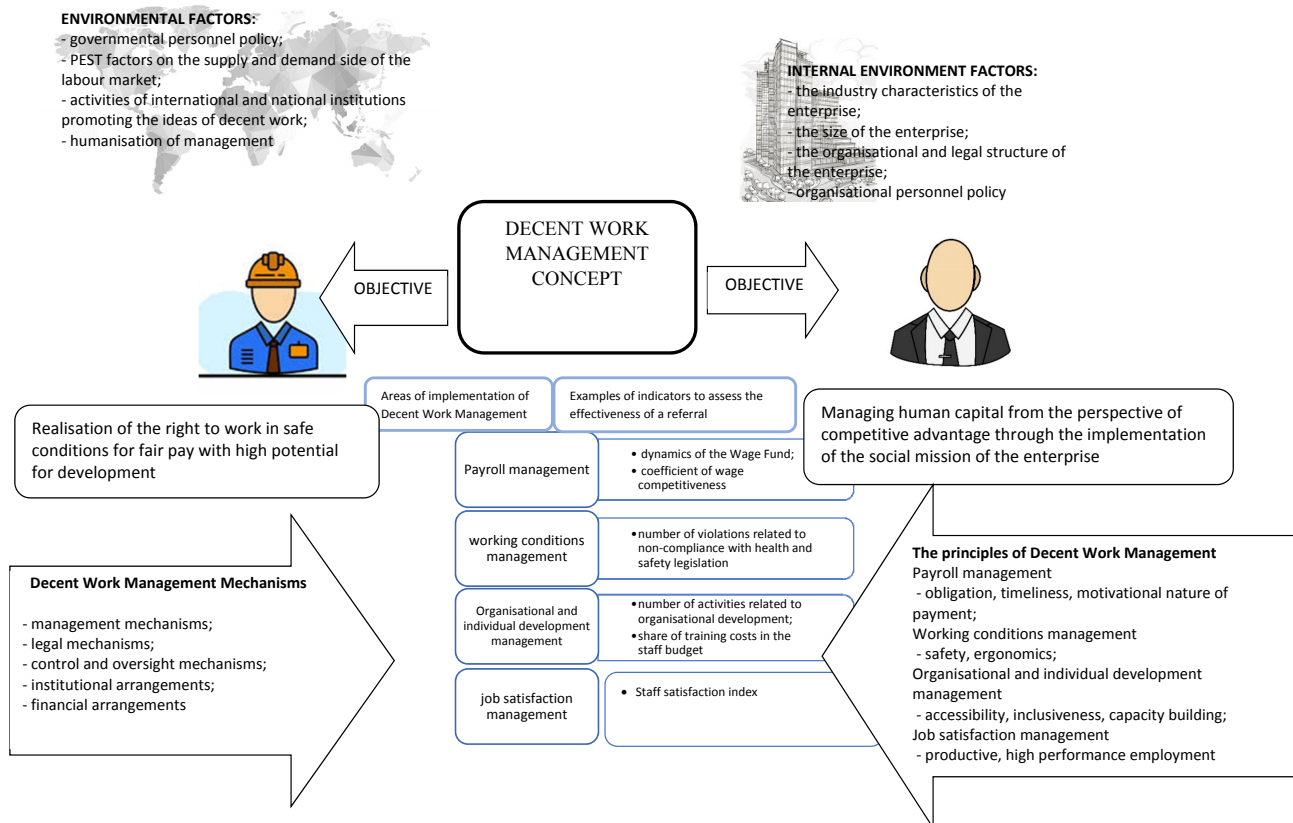 ENVIRONMENTAL FACTORS:
- governmental personnel policy;
- PEST factors on the supply and demand side of the
labour market;
- activities of international and national institutions
promoting the ideas of decent work;
- humanisation of management
INTERNAL ENVIRONMENT FACTORS:
- the industry characteristics of the
enterprise;
- the size of the enterprise;
- the organisational and legal structure of
the enterprise;
- organisational personnel policy
DECENT WORK
MANAGEMENT
CONCEPT
OBJECTIVE
OBJECTIVE
Realisation of the right to work in safe
conditions for fair pay with high potential
for development
Areas of implementation of
Decent Work Management
Examples of indicators to assess the
effectiveness of a referral
Managing human capital from the perspective of
competitive advantage through the implementation
of the social mission of the enterprise
Payroll management
• dynamics of the Wage Fund;
• coefficient of wage
competitiveness
working conditions
management
• number of violations related to
non-compliance with health and
safety legislation
Organisational and
individual development
management
• number of activities related to
organisational development;
• share of training costs in the
staff budget
job satisfaction
management
• Staff satisfaction index
Decent Work Management Mechanisms
- management mechanisms;
- legal mechanisms;
- control and oversight mechanisms;
- institutional arrangements;
- financial arrangements
The principles of Decent Work Management
Payroll management
- obligation, timeliness, motivational nature of
payment;
Working conditions management
- safety, ergonomics;
Organisational and individual development
management
- accessibility, inclusiveness, capacity building;
Job satisfaction management
- productive, high performance employment